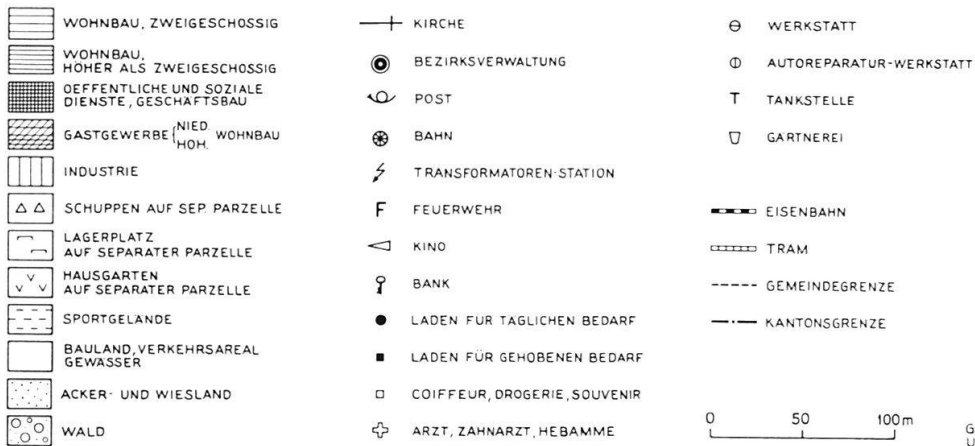 WOHNBAU, ZWEIGESCHOSSIG
WOHNBAU,
HÖHER ALS ZWEIGESCHOSSIG
OEFFENTLICHE UND SOZIALE
DIENSTE, GESCHÄFTSBAU
GASTGEWERBE { NIED. WOHNBAU
HÖH.
INDUSTRIE
SCHUPPEN AUF SEP. PARZELLE
LAGERPLATZ
AUF SEPARATER PARZELLE
HAUSGARTEN
AUF SEPARATER PARZELLE
SPORTGELÄNDE
BAULAND, VERKEHRSAREAL
GEWÄSSER
ACKER- UND WIESLAND
WALD
KIRCHE
BEZIRKSVERWALTUNG
POST
BAHN
TRANSFORMATOREN-STATION
F FEUERWEHR
KINO
BANK
LADEN FÜR TÄGLICHEN BEDARF
LADEN FÜR GEHOBENEN BEDARF
COIFFEUR, DROGERIE, SOUVENIR
ARZT, ZAHNARZT, HEBAMME
WERKSTATT
AUTOREPARATUR-WERKSTATT
T TANKSTELLE
GÄRTNEREI
EISENBAHN
TRAM
GEMEINDEGRENZE
KANTONSGRENZE
0 50 100m
G
U